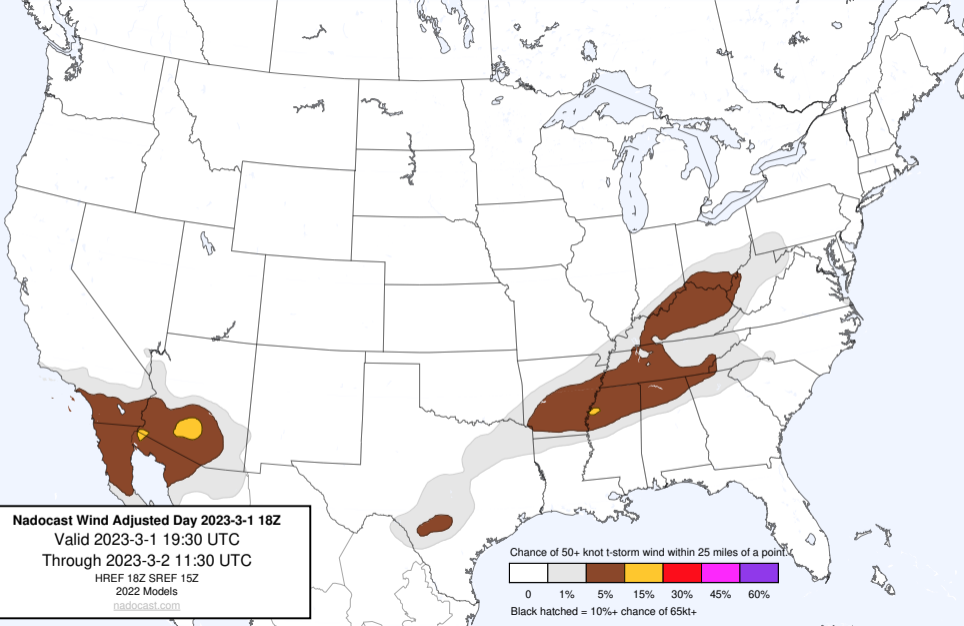 Nadocast Wind Adjusted Day 2023-3-1 18Z
Valid 2023-3-1 19:30 UTC
Through 2023-3-2 11:30 UTC
HREF 18Z SREF 15Z
2022 Models
nadocast.com
Chance of 50+ knot t-storm wind within 25 miles of a point.
0 1% 5% 15% 30% 45% 60%
Black hatched = 10%+ chance of 65kt+